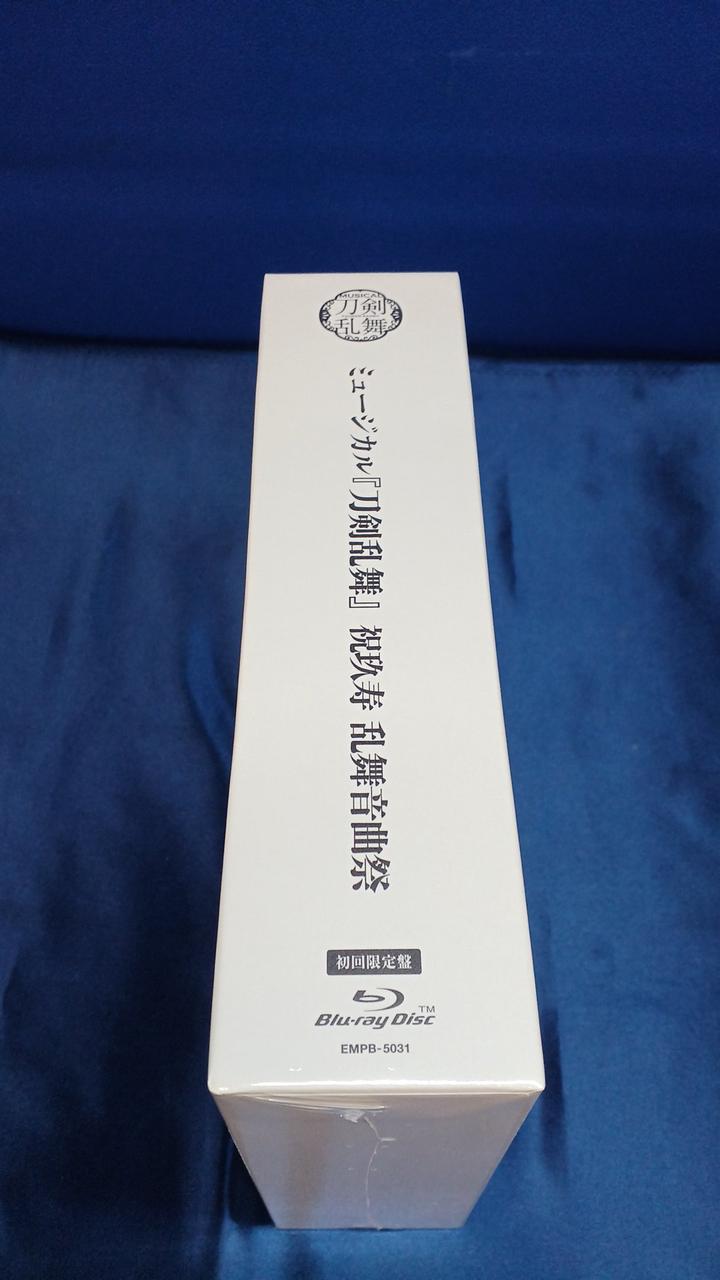 MUSICAL
刀剣
乱舞
ミュージカル『刀剣乱舞』 祝玖寿 乱舞音曲祭
初回限定盤
Blu-ray Disc™
EMPB-5031